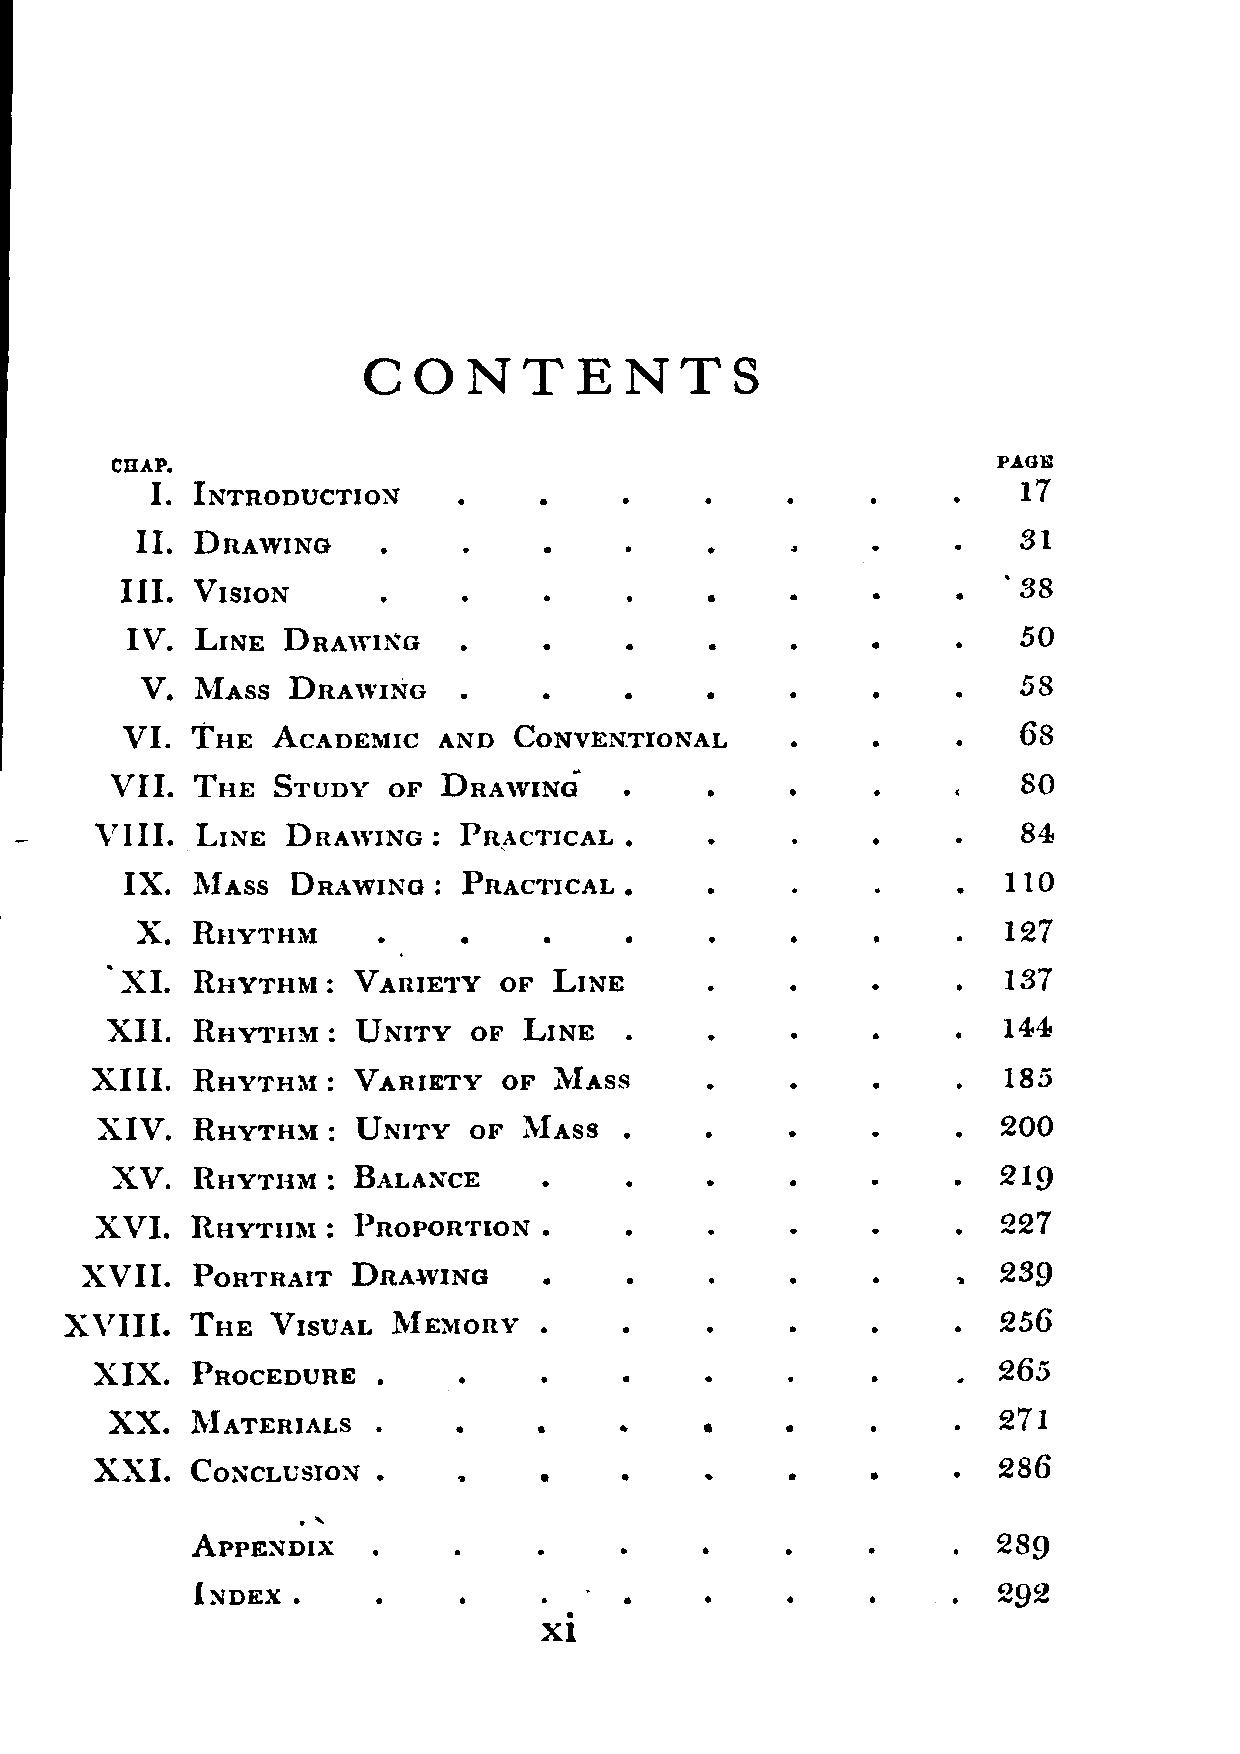 CONTENTS
CHAP. PAGE
I. INTRODUCTION . . . . . . . 17
II. DRAWING . . . . . . . . 31
III. VISION . . . . . . . . 38
IV. LINE DRAWING . . . . . . . 50
V. MASS DRAWING . . . . . . . 58
VI. THE ACADEMIC AND CONVENTIONAL . . . 68
VII. THE STUDY OF DRAWING . . . . . 80
VIII. LINE DRAWING : PRACTICAL . . . . . 84
IX. MASS DRAWING : PRACTICAL . . . . . 110
X. RHYTHM . . . . . . . . 127
XI. RHYTHM : VARIETY OF LINE . . . . 137
XII. RHYTHM : UNITY OF LINE . . . . . 144
XIII. RHYTHM : VARIETY OF MASS . . . . 185
XIV. RHYTHM : UNITY OF MASS . . . . . 200
XV. RHYTHM : BALANCE . . . . . . 219
XVI. RHYTHM : PROPORTION . . . . . . 227
XVII. PORTRAIT DRAWING . . . . . . 239
XVIII. THE VISUAL MEMORY . . . . . . 256
XIX. PROCEDURE . . . . . . . . 265
XX. MATERIALS . . . . . . . . 271
XXI. CONCLUSION . . . . . . . . 286
APPENDIX . . . . . . . . 289
INDEX . . . . . . . . . 292
xi